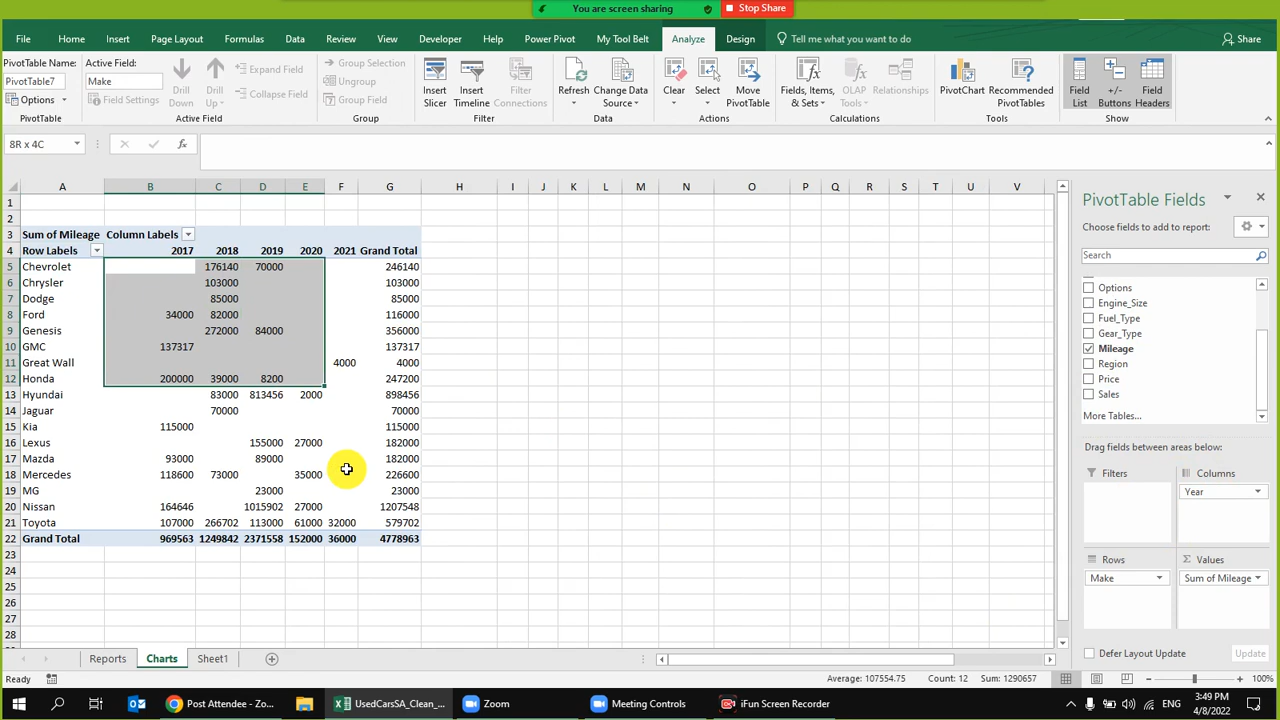 You are screen sharing Stop Share
File Home Insert Page Layout Formulas Data Review View Developer Help Power Pivot My Tool Belt Analyze Design Tell me what you want to do Share
PivotTable Name: Active Field:
PivotTable7 Make
Options Field Settings
Drill Down Drill Up
Expand Field
Collapse Field
Group Selection
Ungroup
Group Field
Insert Slicer Insert Timeline Filter Connections
Refresh Change Data Source
Clear Select Move PivotTable
Fields, Items, & Sets OLAP Tools Relationships
PivotChart Recommended PivotTables
Field List +/- Buttons Field Headers
PivotTable Active Field Group Filter Data Actions Calculations Tools Show
8R x 4C fx
A B C D E F G H I J K L M N O P Q R S T U V
1
2
3 Sum of Mileage Column Labels
4 Row Labels 2017 2018 2019 2020 2021 Grand Total
5 Chevrolet 176140 70000 246140
6 Chrysler 103000 103000
7 Dodge 85000 85000
8 Ford 34000 82000 116000
9 Genesis 272000 84000 356000
10 GMC 137317 137317
11 Great Wall 4000 4000
12 Honda 200000 39000 8200 247200
13 Hyundai 83000 813456 2000 898456
14 Jaguar 70000 70000
15 Kia 115000 115000
16 Lexus 155000 27000 182000
17 Mazda 93000 89000 182000
18 Mercedes 118600 73000 35000 226600
19 MG 23000 23000
20 Nissan 164646 1015902 27000 1207548
21 Toyota 107000 266702 113000 61000 32000 579702
22 Grand Total 969563 1249842 2371558 152000 36000 4778963
23
24
25
26
27
28
PivotTable Fields
Choose fields to add to report:
Search
Options
Engine_Size
Fuel_Type
Gear_Type
Mileage
Region
Price
Sales
More Tables...
Drag fields between areas below:
Filters Columns
Year
Rows Σ Values
Make Sum of Mileage
Defer Layout Update Update
Reports Charts Sheet1
Ready Average: 107554.75 Count: 12 Sum: 1290657 100%
Post Attendee - Zo... UsedCarsSA_Clean_... Zoom Meeting Controls iFun Screen Recorder ENG
3:49 PM
4/8/2022